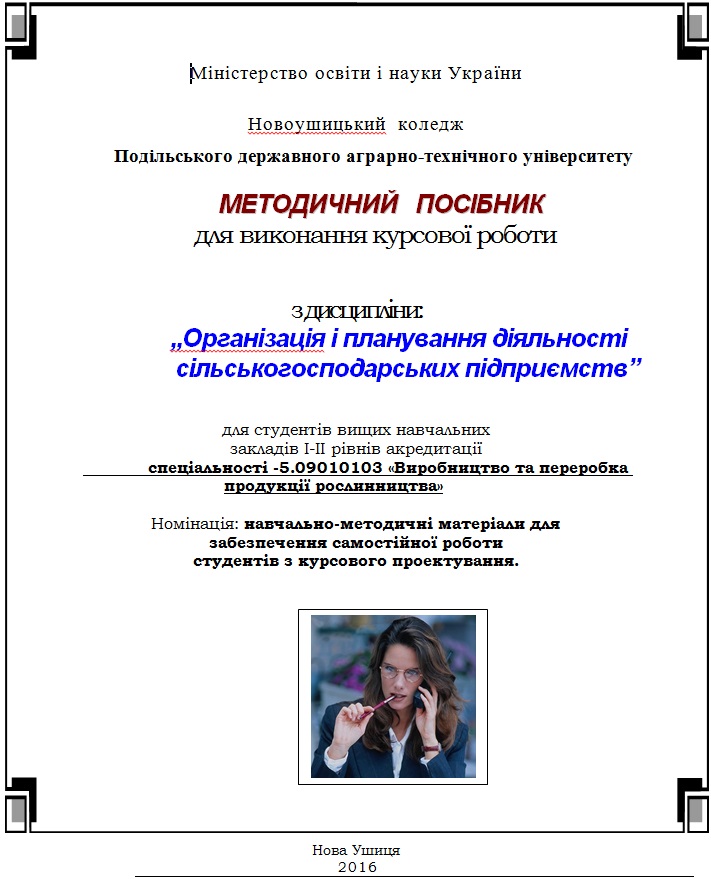 Міністерство освіти і науки України
Новоушицький коледж
Подільського державного аграрно-технічного університету
МЕТОДИЧНИЙ ПОСІБНИК
для виконання курсової роботи
з дисципліни:
„Організація і планування діяльності
сільськогосподарських підприємств”
для студентів вищих навчальних
закладів І-ІІ рівнів акредитації
спеціальності -5.09010103 «Виробництво та переробка
продукції рослинництва»
Номінація: навчально-методичні матеріали для
забезпечення самостійної роботи
студентів з курсового проектування.
Нова Ушиця
2016